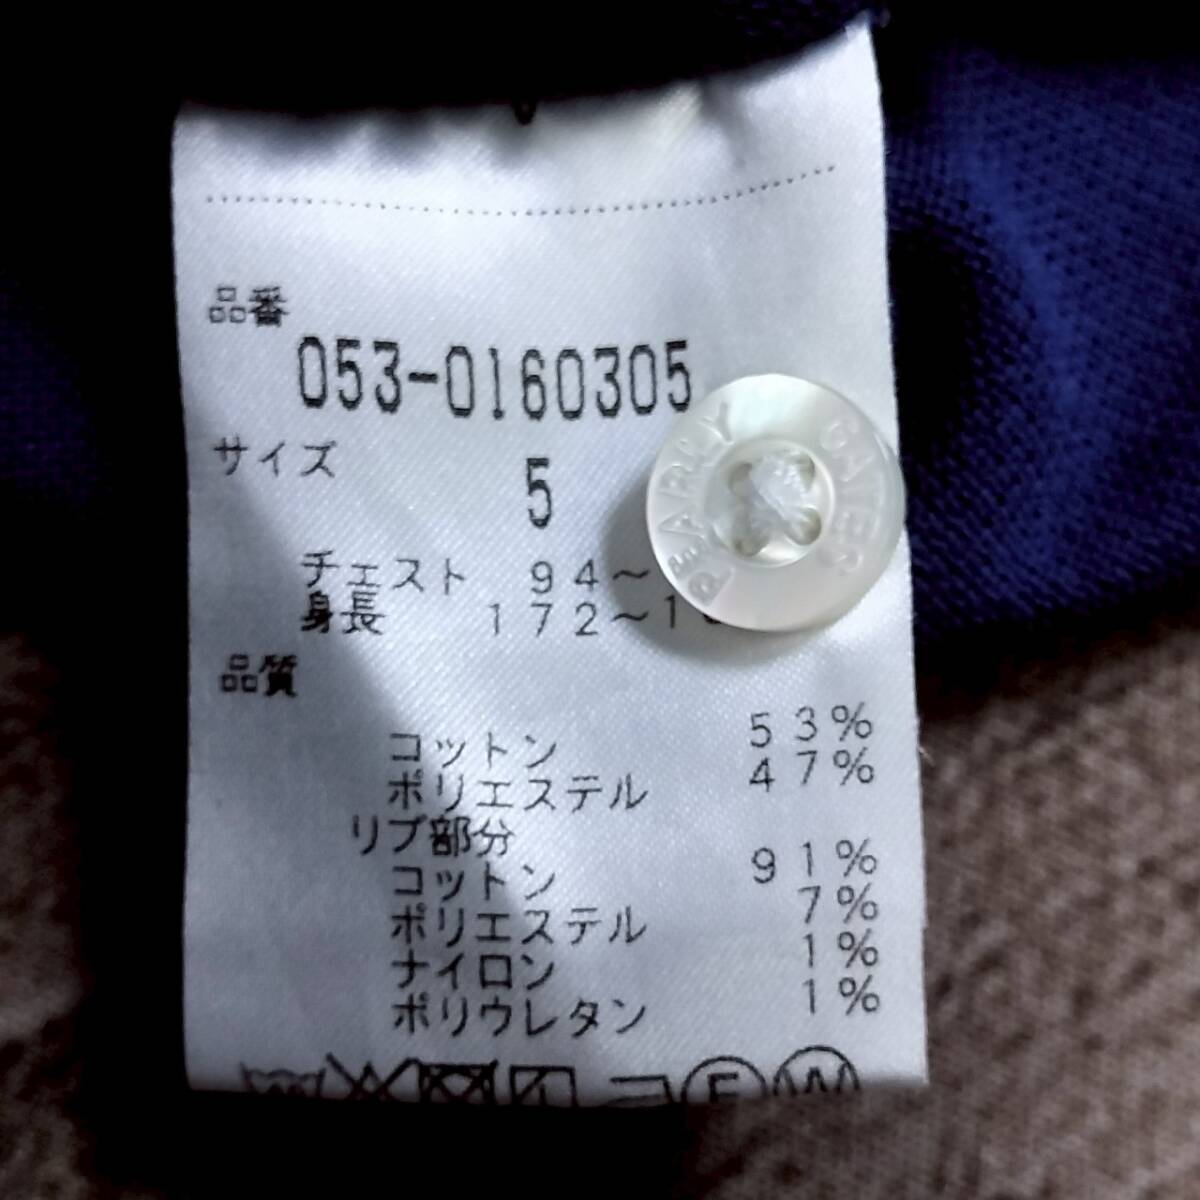 品番
053-0160305
サイズ
5
チェスト 94~
身長 172~1
PEARLY GATES
品質
コットン 53%
ポリエステル 47%
リブ部分
コットン 91%
ポリエステル 7%
ナイロン 1%
ポリウレタン 1%
F W